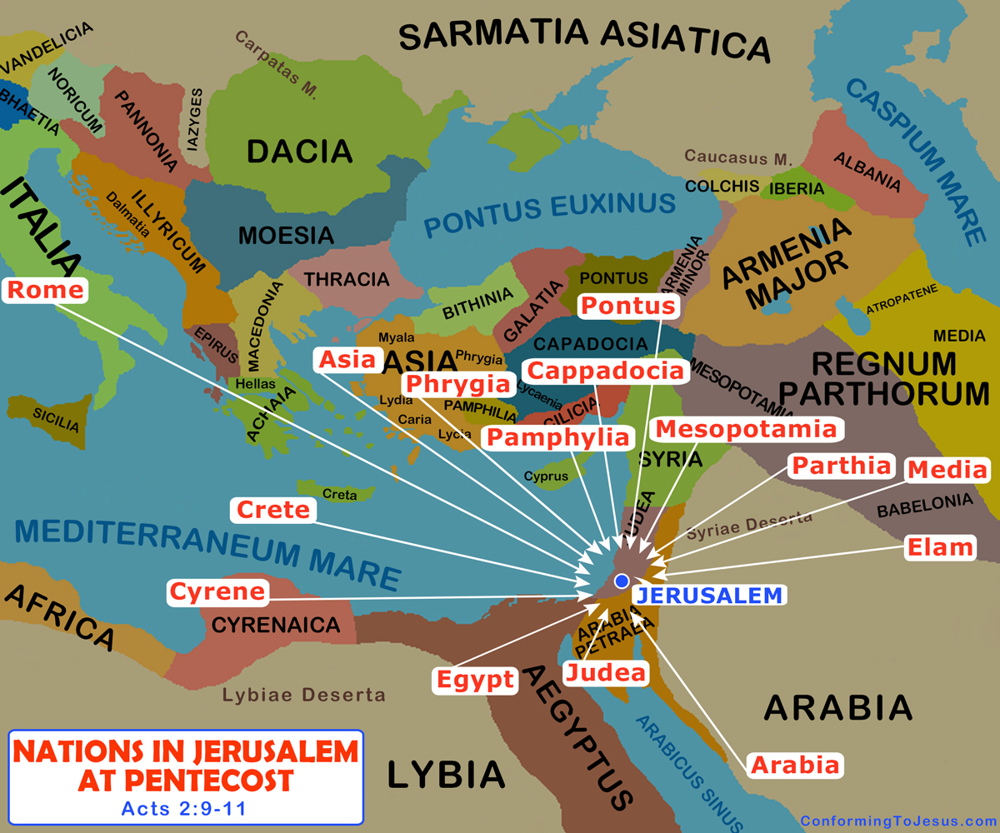 SARMATIA ASIATICA
VANDELICIA
Carpatas M.
NORICUM
BHAETIA
PANNONIA
IAZYGES
DACIA
CASPIUM MARE
Caucasus M.
COLCHIS
IBERIA
ALBANIA
ITALIA
ILLYRICUM
Dalmatia
MOESIA
PONTUS EUXINUS
ARMENIA
MAJOR
ARMENIA
MINOR
Rome
THRACIA
MACEDONIA
BITHINIA
GALATIA
PONTUS
Pontus
ATROPATENE
MEDIA
EPIRUS
Myala
CAPADOCIA
Asia
ASIA
Phrygia
Cappadocia
MESOPOTAMIA
REGNUM
PARTHORUM
Hellas
ACHAIA
Phrygia
Lycaenia
Lydia
PAMPHILIA
CILICIA
Caria
Lycia
SICILIA
Pamphylia
Mesopotamia
SYRIA
Parthia
Media
Cyprus
Creta
Crete
JUDEA
BABELONIA
Syriae Deserta
MEDITERRANEUM MARE
Elam
Cyrene
JERUSALEM
AFRICA
CYRENAICA
ARABIA
PETRAEA
Egypt
Judea
Lybiae Deserta
AEGYPTUS
ARABIA
ARABICUS SINUS
Arabia
LYBIA
NATIONS IN JERUSALEM
AT PENTECOST
Acts 2:9-11
ConformingToJesus.com